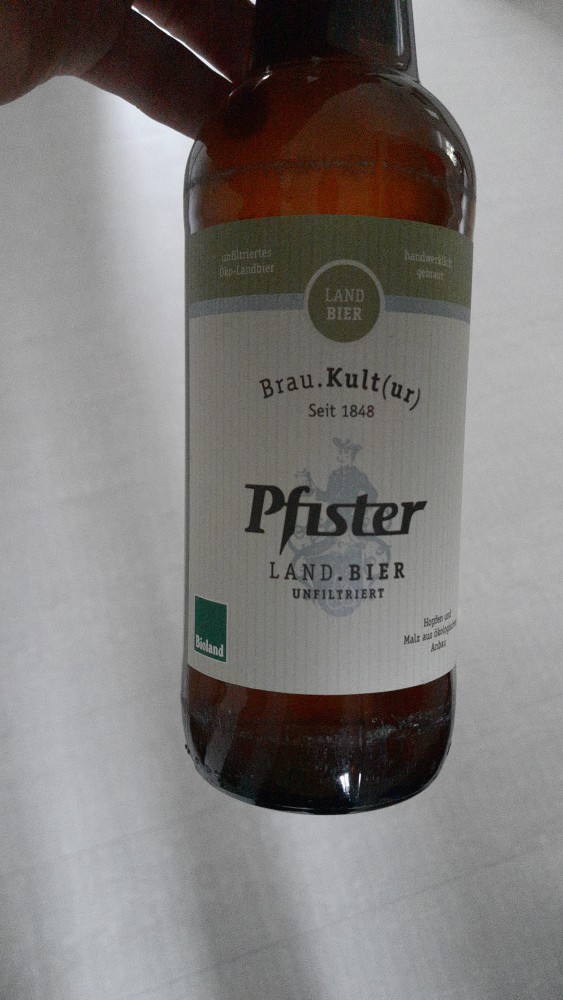 unfiltriertes
Öko-Landbier
handwerklich
gebraut
LAND
BIER
Brau.Kult(ur)
Seit 1848
Pfister
LAND.BIER
UNFILTRIERT
Bioland
Hopfen und
Malz aus
Anbau